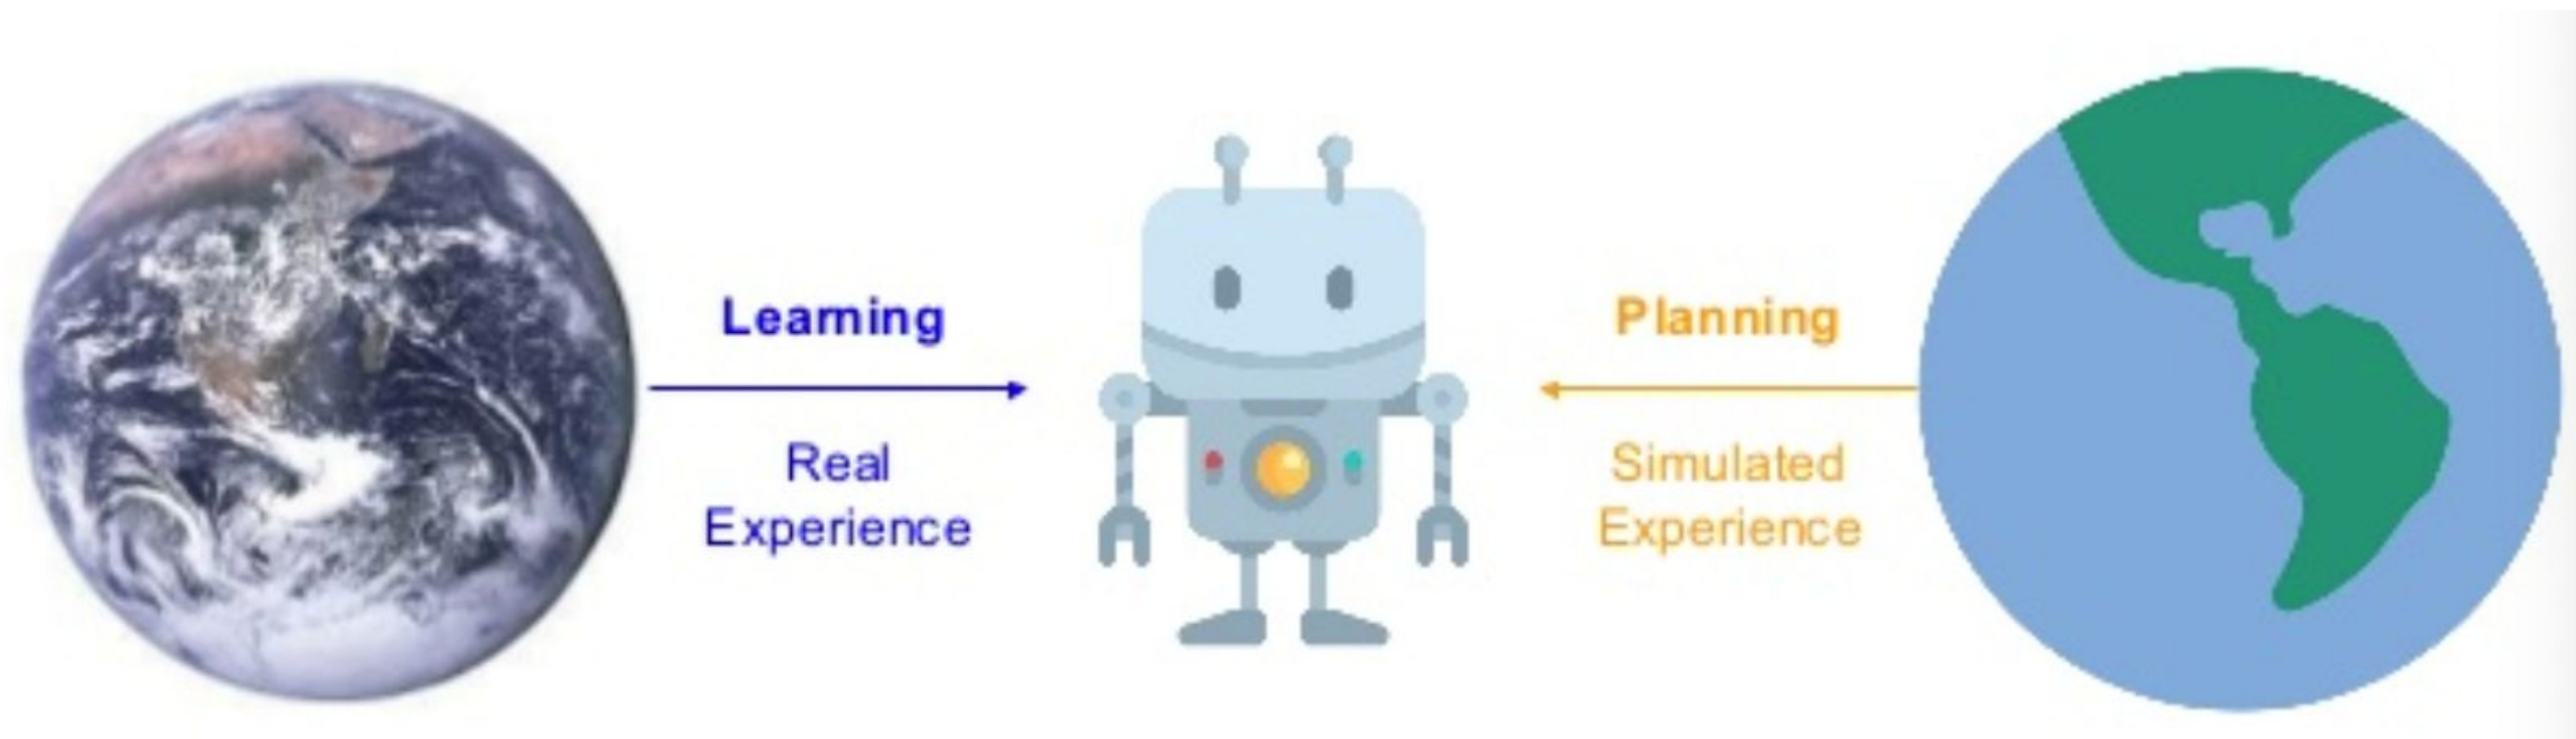 Learning
Real
Experience
Planning
Simulated
Experience